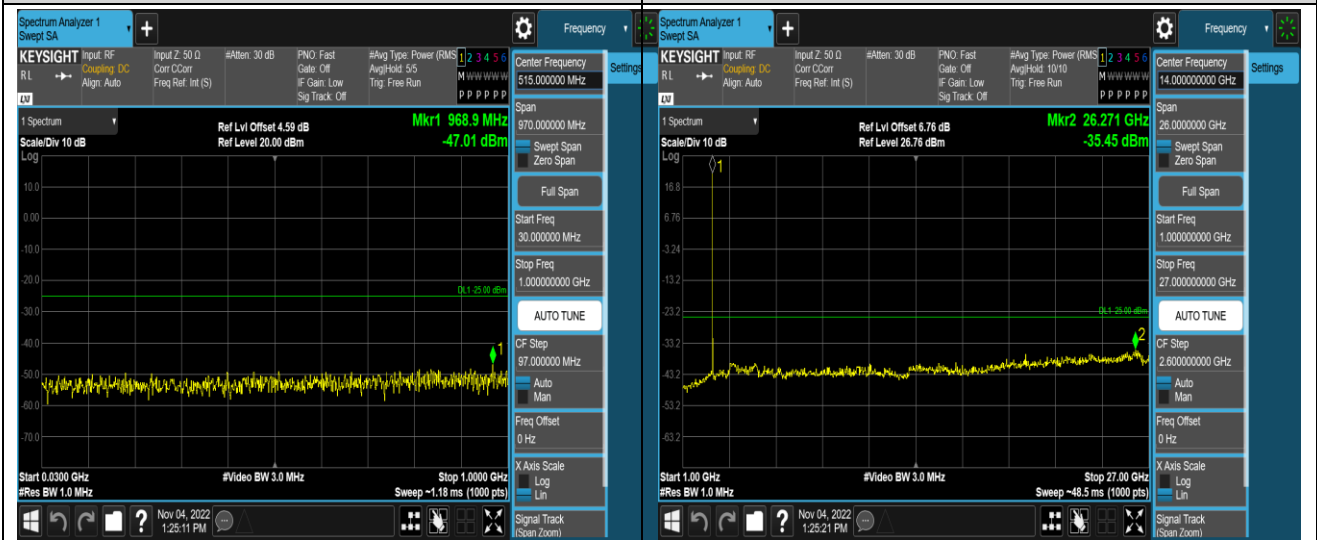 Spectrum Analyzer 1
Swept SA
Frequency
KEYSIGHT
RL
LXI
Input: RF
Coupling: DC
Align: Auto
Input Z: 50 Ω
Corr CCorr
Freq Ref: Int (S)
#Atten: 30 dB
PNO: Fast
Gate: Off
IF Gain: Low
Sig Track: Off
#Avg Type: Power (RMS
Avg|Hold: 5/5
Trig: Free Run
1 2 3 4 5 6
M W W W W W
P P P P P P
1 Spectrum
Scale/Div 10 dB
Log
Ref Lvl Offset 4.59 dB
Ref Level 20.00 dBm
Mkr1 968.9 MHz
-47.01 dBm
10.0
0.00
-10.0
-20.0
DL1 -25.00 dBm
-30.0
-40.0
1
-50.0
-60.0
-70.0
Start 0.0300 GHz
#Res BW 1.0 MHz
#Video BW 3.0 MHz
Stop 1.0000 GHz
Sweep ~1.18 ms (1000 pts)
Nov 04, 2022
1:25:11 PM
Center Frequency
515.000000 MHz
Settings
Span
970.000000 MHz
Swept Span
Zero Span
Full Span
Start Freq
30.000000 MHz
Stop Freq
1.000000000 GHz
AUTO TUNE
CF Step
97.000000 MHz
Auto
Man
Freq Offset
0 Hz
X Axis Scale
Log
Lin
Signal Track
(Span Zoom)
Spectrum Analyzer 1
Swept SA
Frequency
KEYSIGHT
RL
LXI
Input: RF
Coupling: DC
Align: Auto
Input Z: 50 Ω
Corr CCorr
Freq Ref: Int (S)
#Atten: 30 dB
PNO: Fast
Gate: Off
IF Gain: Low
Sig Track: Off
#Avg Type: Power (RMS
Avg|Hold: 10/10
Trig: Free Run
1 2 3 4 5 6
M W W W W W
P P P P P P
1 Spectrum
Scale/Div 10 dB
Log
Ref Lvl Offset 6.76 dB
Ref Level 26.76 dBm
Mkr2 26.271 GHz
-35.45 dBm
1
16.8
6.76
-3.24
-13.2
-23.2
DL1 -25.00 dBm
-33.2
2
-43.2
-53.2
-63.2
Start 1.00 GHz
#Res BW 1.0 MHz
#Video BW 3.0 MHz
Stop 27.00 GHz
Sweep ~48.5 ms (1000 pts)
Nov 04, 2022
1:25:21 PM
Center Frequency
14.000000000 GHz
Settings
Span
26.0000000 GHz
Swept Span
Zero Span
Full Span
Start Freq
1.000000000 GHz
Stop Freq
27.000000000 GHz
AUTO TUNE
CF Step
2.600000000 GHz
Auto
Man
Freq Offset
0 Hz
X Axis Scale
Log
Lin
Signal Track
(Span Zoom)